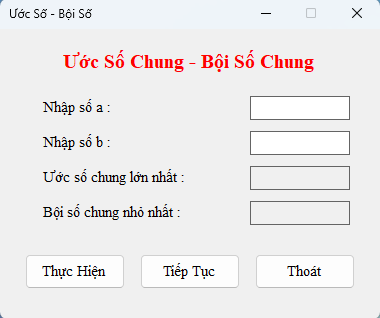 Ước Số - Bội Số
Ước Số Chung - Bội Số Chung
Nhập số a :
Nhập số b :
Ước số chung lớn nhất :
Bội số chung nhỏ nhất :
Thực Hiện
Tiếp Tục
Thoát